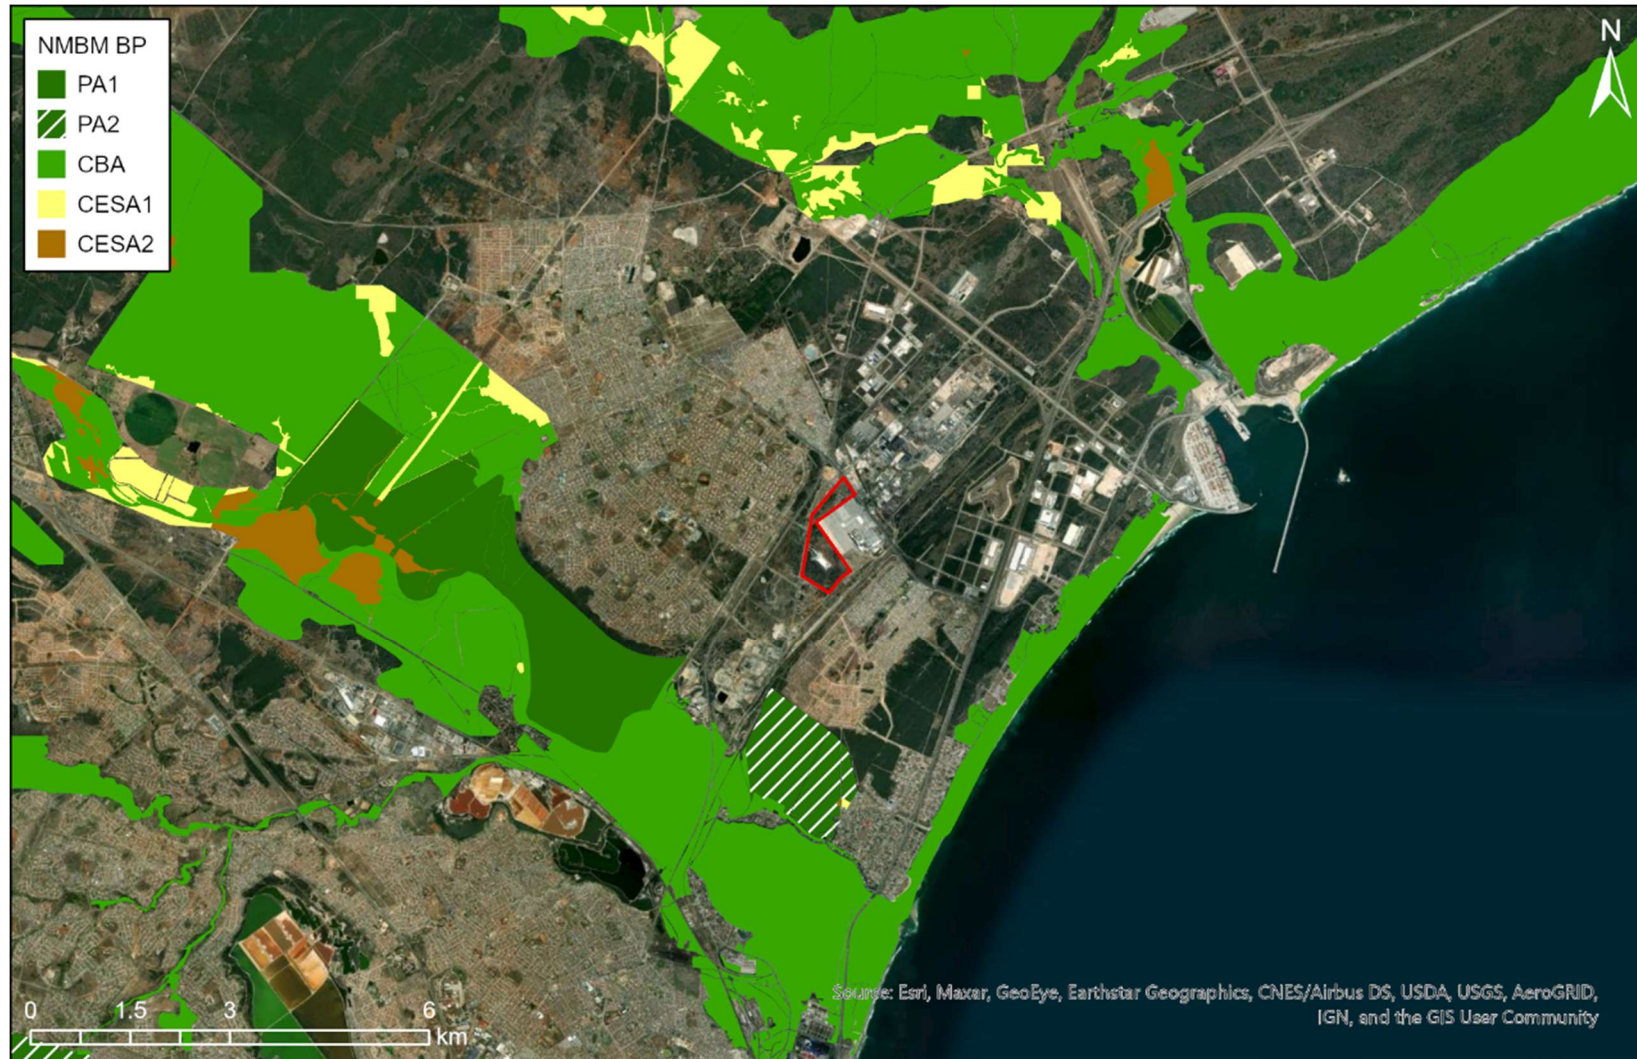 NMBM BP
PA1
PA2
CBA
CESA1
CESA2
N
0 1.5 3 6
km
Source: Esri, Maxar, GeoEye, Earthstar Geographics, CNES/Airbus DS, USDA, USGS, AeroGRID,
IGN, and the GIS User Community